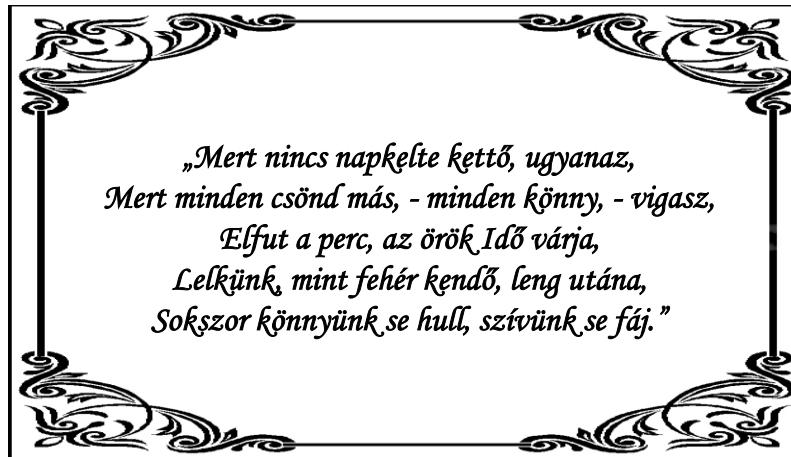 „Mert nincs napkelte kettő, ugyanaz,
Mert minden csönd más, - minden könny, - vigasz,
Elfut a perc, az örök Idő várja,
Lelkünk, mint fehér kendő, leng utána,
Sokszor könnyünk se hull, szívünk se fáj.”